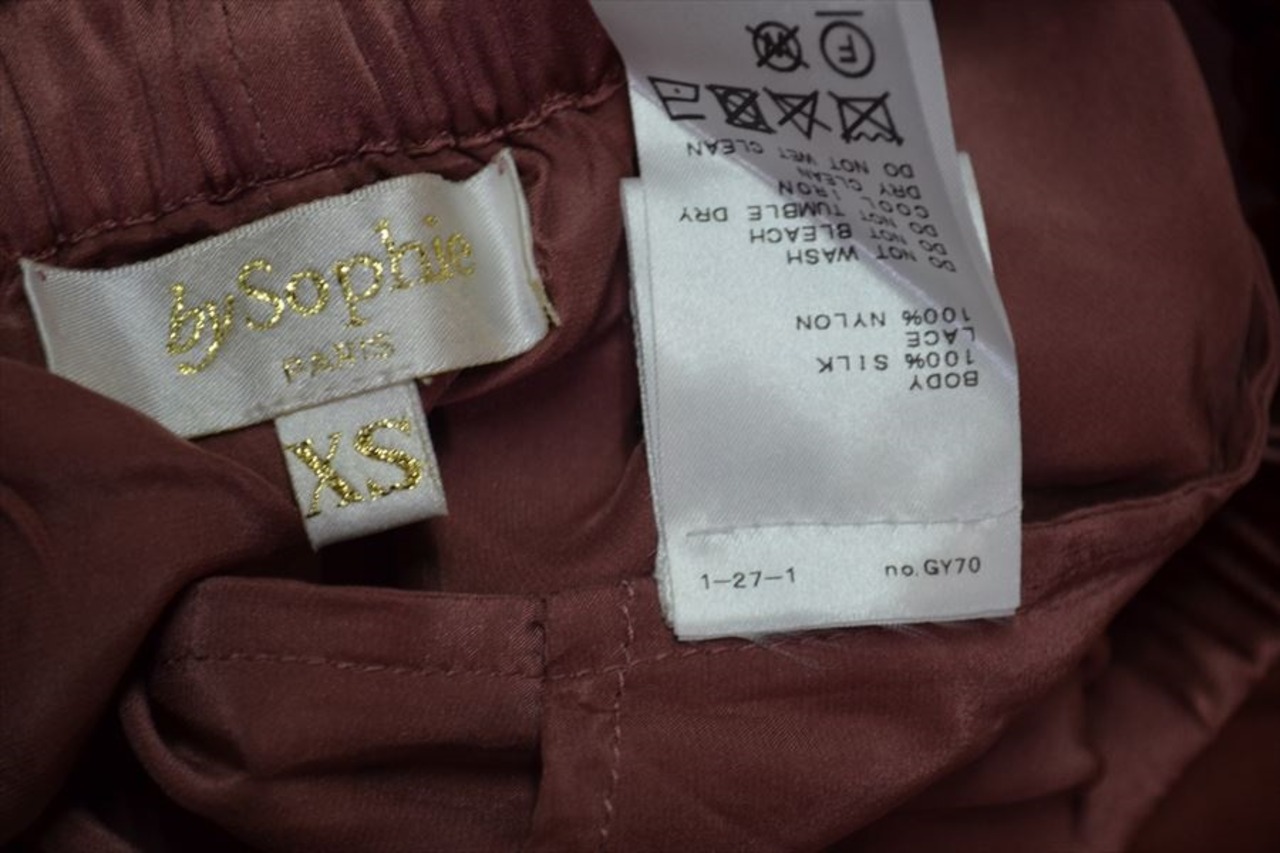 bySophie
PARIS
XS
BODY
100% SILK
LACE
100% NYLON
DO NOT WASH
DO NOT BLEACH
DO NOT TUMBLE DRY
COOL IRON
DRY CLEAN
DO NOT WET CLEAN
F W
1-27-1 no.GY70